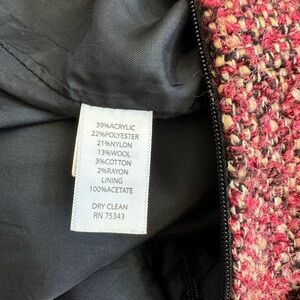 39%ACRYLIC
22%POLYESTER
21%NYLON
13%WOOL
3%COTTON
2%RAYON
LINING
100%ACETATE
DRY CLEAN
RN 75343